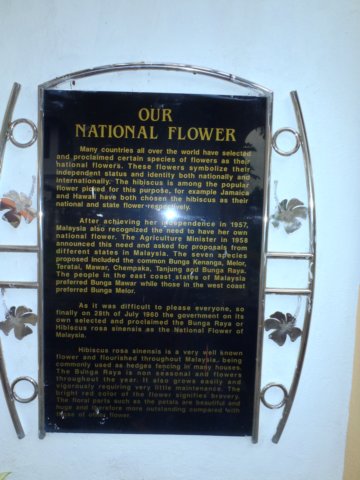 OUR
NATIONAL FLOWER
Many countries all over the world have selected
and proclaimed certain species of flowers as their
national flowers. These flowers symbolize their
independent status and identity both nationally and
internationally. The hibiscus is among the popular
flower picked for this purpose, for example Jamaica
and Hawaii have both chosen the hibiscus as their
national and state flower respectively.
After achieving her independence in 1957,
Malaysia also recognized the need to have her own
national flower. The Agriculture Minister in 1958
announced this need and asked for proposals from
different states in Malaysia. The seven species
proposed included the common Bunga Kenanga, Melor,
Teratai, Mawar, Chempaka, Tanjung and Bunga Raya.
The people in the east coast states of Malaysia
preferred Bunga Mawar while those in the west coast
preferred Bunga Melor.
As it was difficult to please everyone, so
finally on 28th of July 1960 the government on its
own selected and proclaimed the Bunga Raya or
Hibiscus rosa sinensis as the National Flower of
Malaysia.
Hibiscus rosa sinensis is a very well known
flower and flourished throughout Malaysia, being
commonly used as hedges fencing in many houses.
The Bunga Raya is non seasonal and flowers
throughout the year. It also grows easily and
vigorously requiring very little maintenance. The
bright red color of the flower signifies bravery.
The floral parts such as the petals are beautiful and
huge and therefore more outstanding compared with
those of other flower.